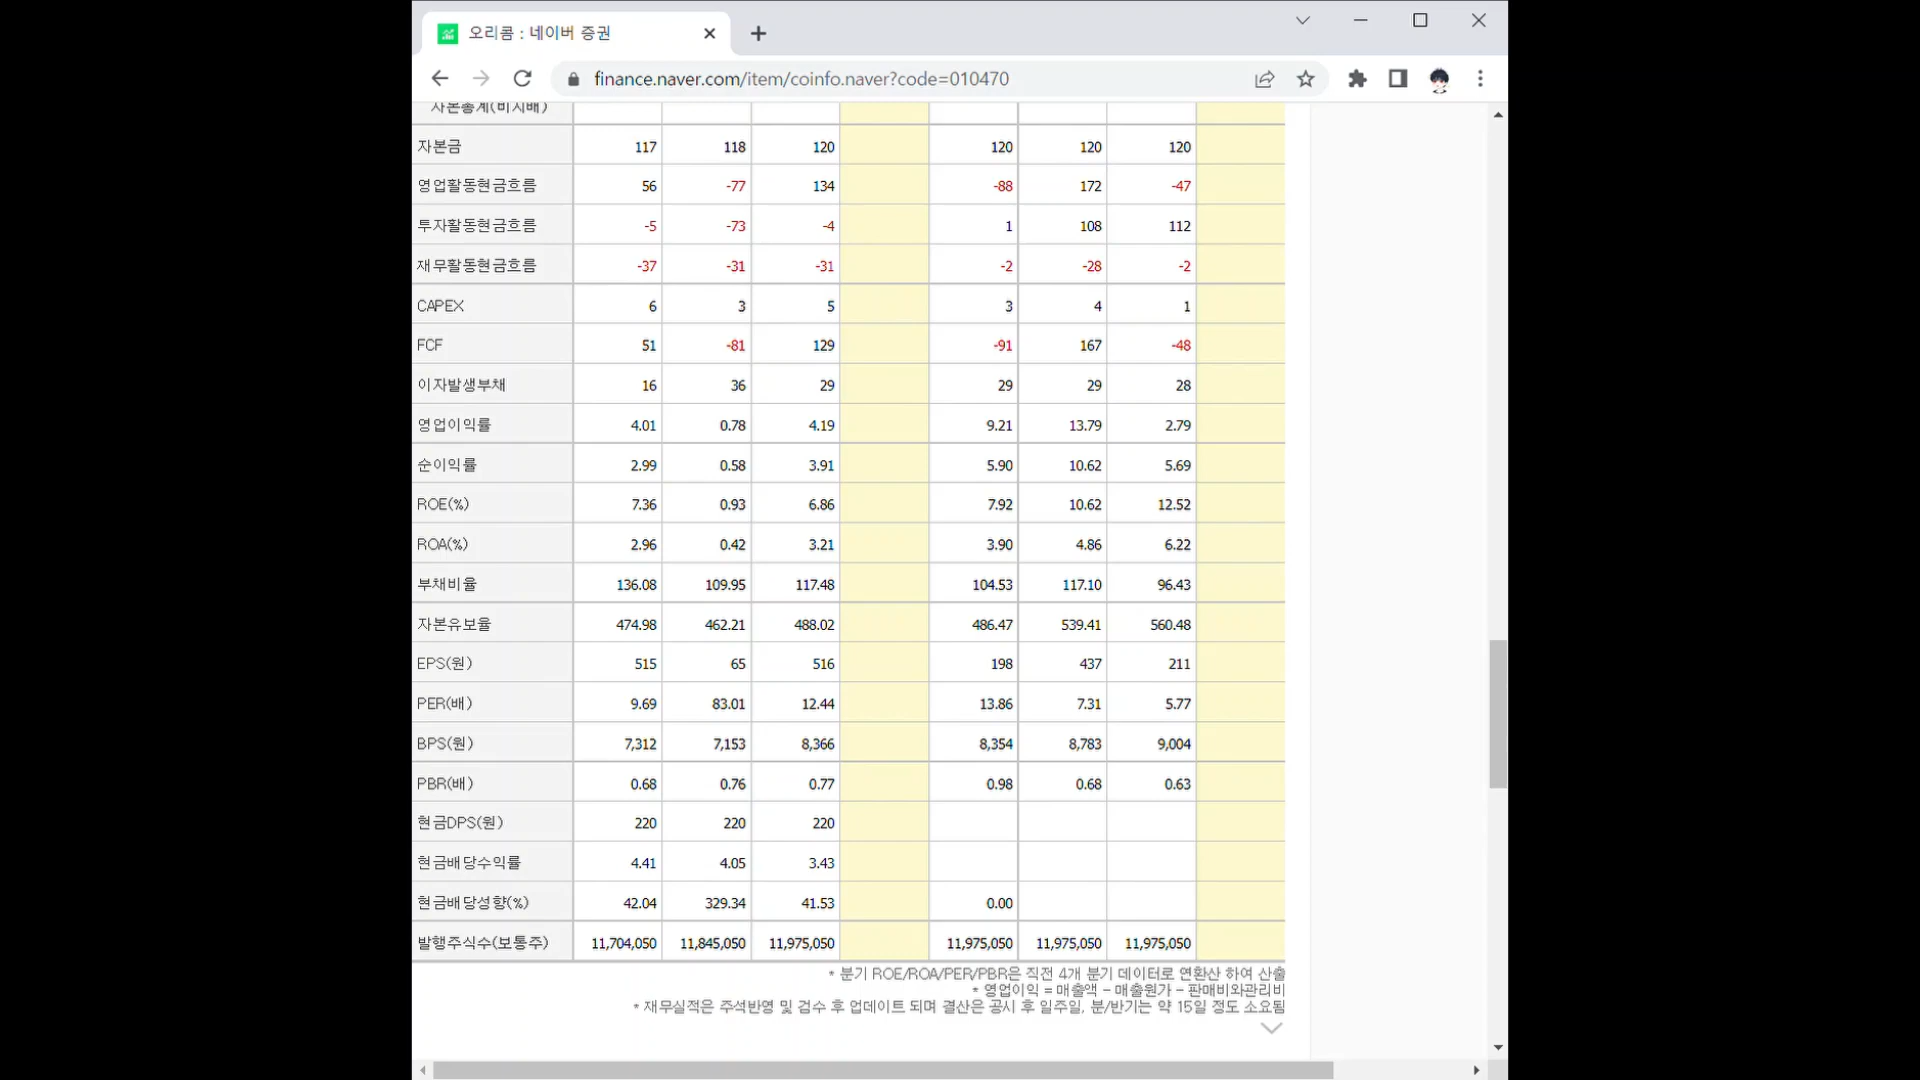 오리콤 : 네이버 증권
finance.naver.com/item/coinfo.naver?code=010470
자본총계(비지배)
자본금 117 118 120 120 120 120
영업활동현금흐름 56 -77 134 -88 172 -47
투자활동현금흐름 -5 -73 -4 1 108 112
재무활동현금흐름 -37 -31 -31 -2 -28 -2
CAPEX 6 3 5 3 4 1
FCF 51 -81 129 -91 167 -48
이자발생부채 16 36 29 29 29 28
영업이익률 4.01 0.78 4.19 9.21 13.79 2.79
순이익률 2.99 0.58 3.91 5.90 10.62 5.69
ROE(%) 7.36 0.93 6.86 7.92 10.62 12.52
ROA(%) 2.96 0.42 3.21 3.90 4.86 6.22
부채비율 136.08 109.95 117.48 104.53 117.10 96.43
자본유보율 474.98 462.21 488.02 486.47 539.41 560.48
EPS(원) 515 65 516 198 437 211
PER(배) 9.69 83.01 12.44 13.86 7.31 5.77
BPS(원) 7,312 7,153 8,366 8,354 8,783 9,004
PBR(배) 0.68 0.76 0.77 0.98 0.68 0.63
현금DPS(원) 220 220 220
현금배당수익률 4.41 4.05 3.43
현금배당성향(%) 42.04 329.34 41.53 0.00
발행주식수(보통주) 11,704,050 11,845,050 11,975,050 11,975,050 11,975,050 11,975,050
* 분기 ROE/ROA/PER/PBR은 직전 4개 분기 데이터로 연환산 하여 산출
* 영업이익 = 매출액 - 매출원가 - 판매비와관리비
* 재무실적은 주석반영 및 검수 후 업데이트 되며 결산은 공시 후 일주일, 분/반기는 약 15일 정도 소요됨